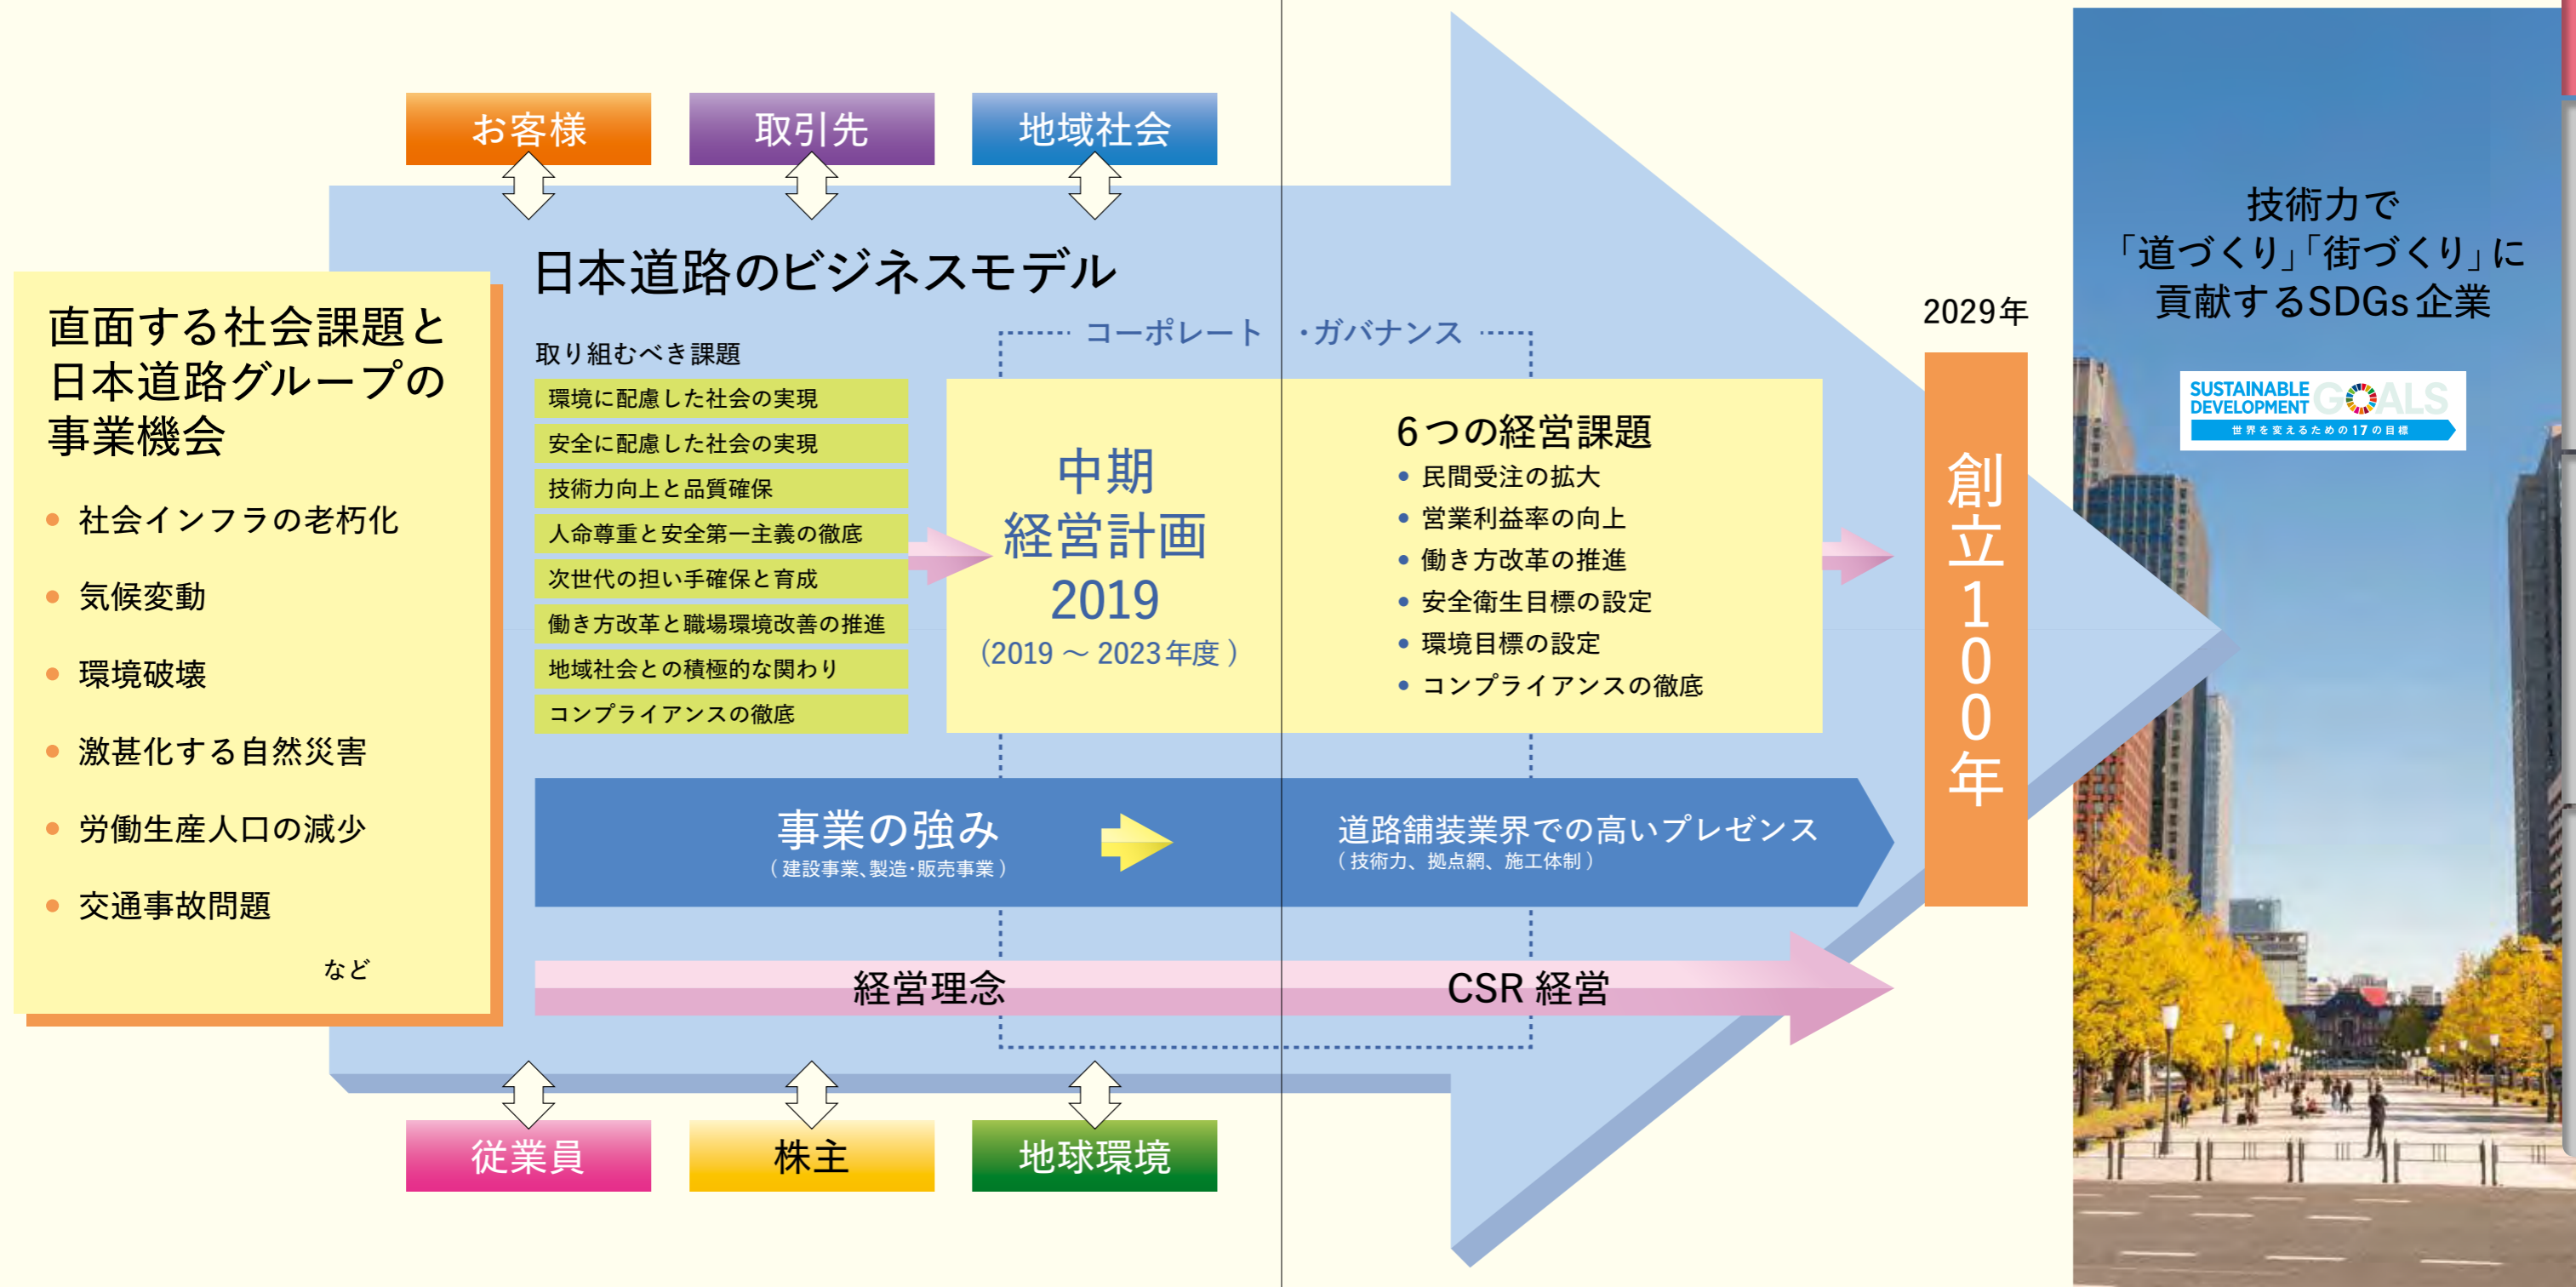 お客様
取引先
地域社会
直面する社会課題と
日本道路グループの
事業機会
● 社会インフラの老朽化
● 気候変動
● 環境破壊
● 激甚化する自然災害
● 労働生産人口の減少
● 交通事故問題
など
日本道路のビジネスモデル
取り組むべき課題
環境に配慮した社会の実現
安全に配慮した社会の実現
技術力向上と品質確保
人命尊重と安全第一主義の徹底
次世代の担い手確保と育成
働き方改革と職場環境改善の推進
地域社会との積極的な関わり
コンプライアンスの徹底
コーポレート・ガバナンス
中期
経営計画
2019
(2019 ～ 2023年度)
6つの経営課題
● 民間受注の拡大
● 営業利益率の向上
● 働き方改革の推進
● 安全衛生目標の設定
● 環境目標の設定
● コンプライアンスの徹底
事業の強み
(建設事業、製造・販売事業)
道路舗装業界での高いプレゼンス
(技術力、拠点網、施工体制)
経営理念
CSR 経営
従業員
株主
地球環境
2029年
創立100年
技術力で
「道づくり」「街づくり」に
貢献するSDGs企業
SUSTAINABLE
DEVELOPMENT GOALS
世界を変えるための17の目標